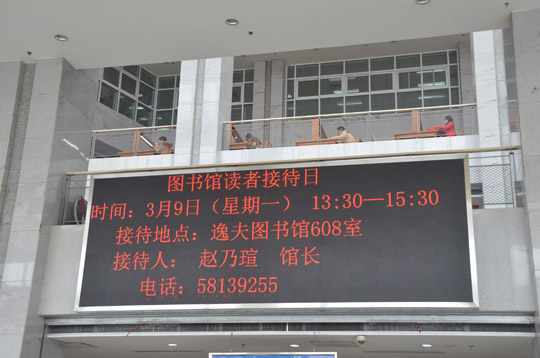 图书馆读者接待日
时间：3月9日（星期一） 13:30—15:30
接待地点：逸夫图书馆608室
接待人： 赵乃瑄 馆长
电话：58139255